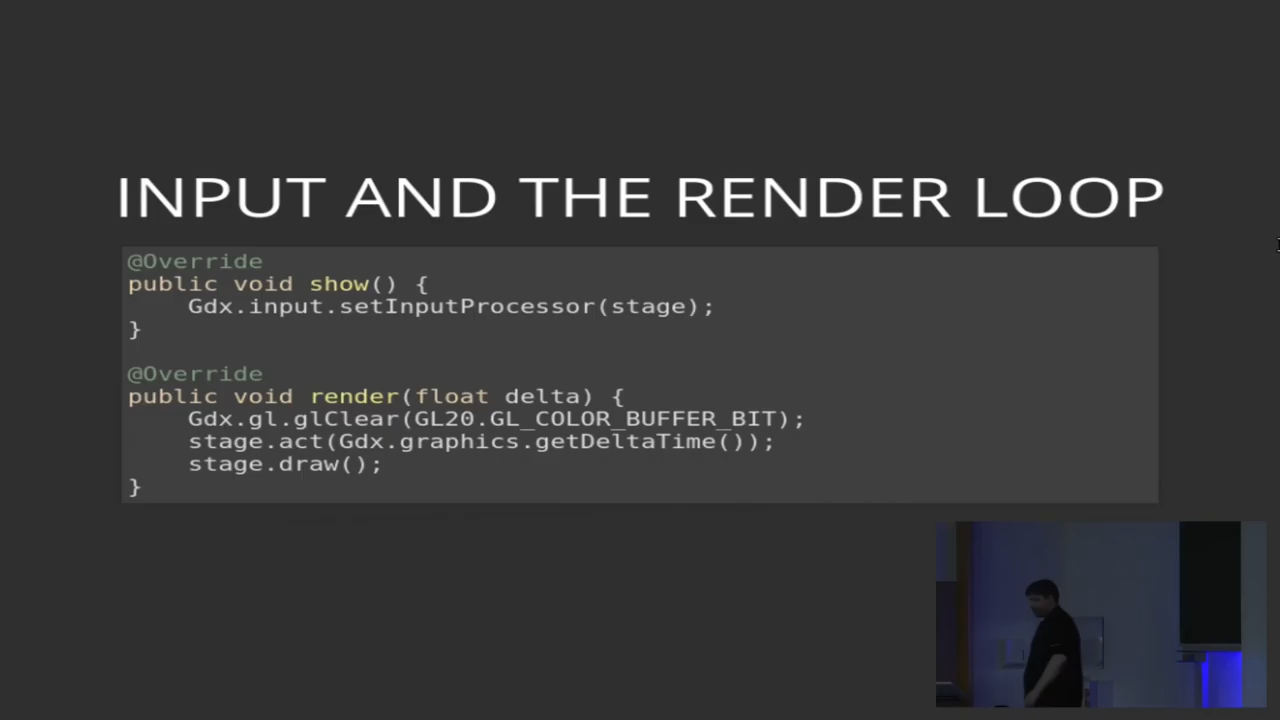 INPUT AND THE RENDER LOOP
@Override
public void show() {
    Gdx.input.setInputProcessor(stage);
}
@Override
public void render(float delta) {
    Gdx.gl.glClear(GL20.GL_COLOR_BUFFER_BIT);
    stage.act(Gdx.graphics.getDeltaTime());
    stage.draw();
}